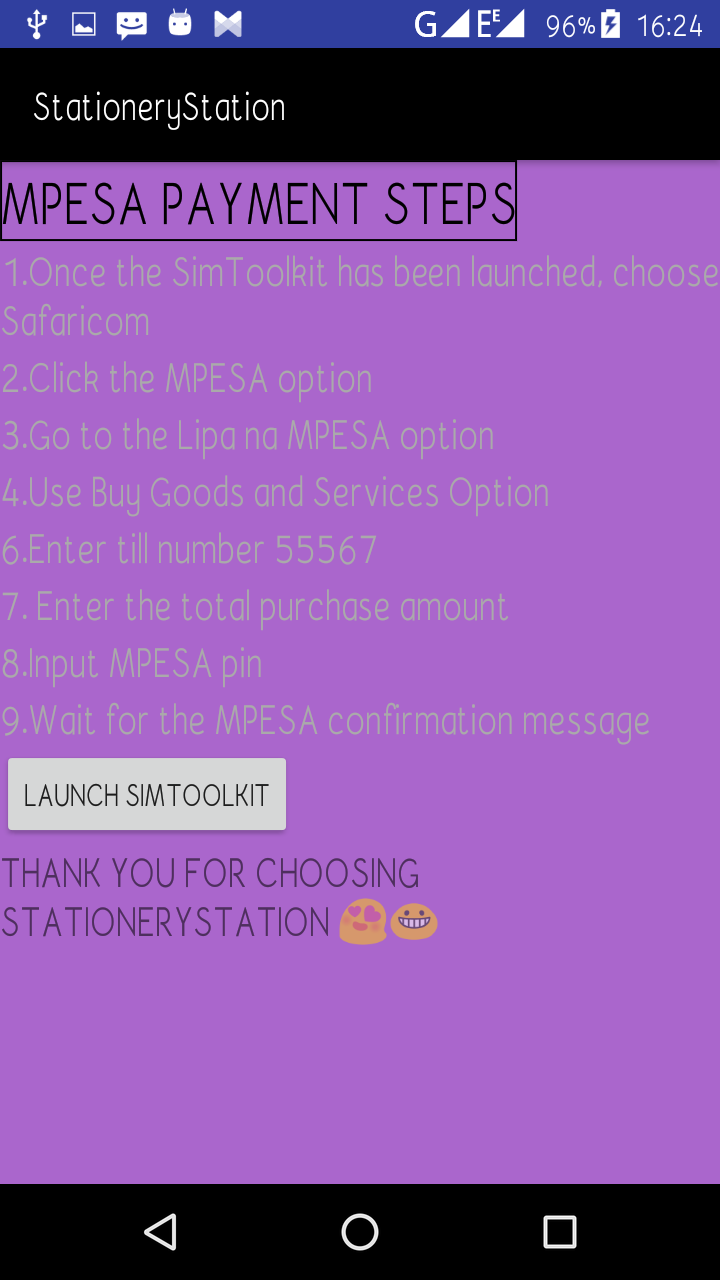 G E E 96% 16:24
StationeryStation
MPESA PAYMENT STEPS
1.Once the SimToolkit has been launched, choose
Safaricom
2.Click the MPESA option
3.Go to the Lipa na MPESA option
4.Use Buy Goods and Services Option
6.Enter till number 55567
7. Enter the total purchase amount
8.Input MPESA pin
9.Wait for the MPESA confirmation message
LAUNCH SIMTOOLKIT
THANK YOU FOR CHOOSING
STATIONERYSTATION 😍😁